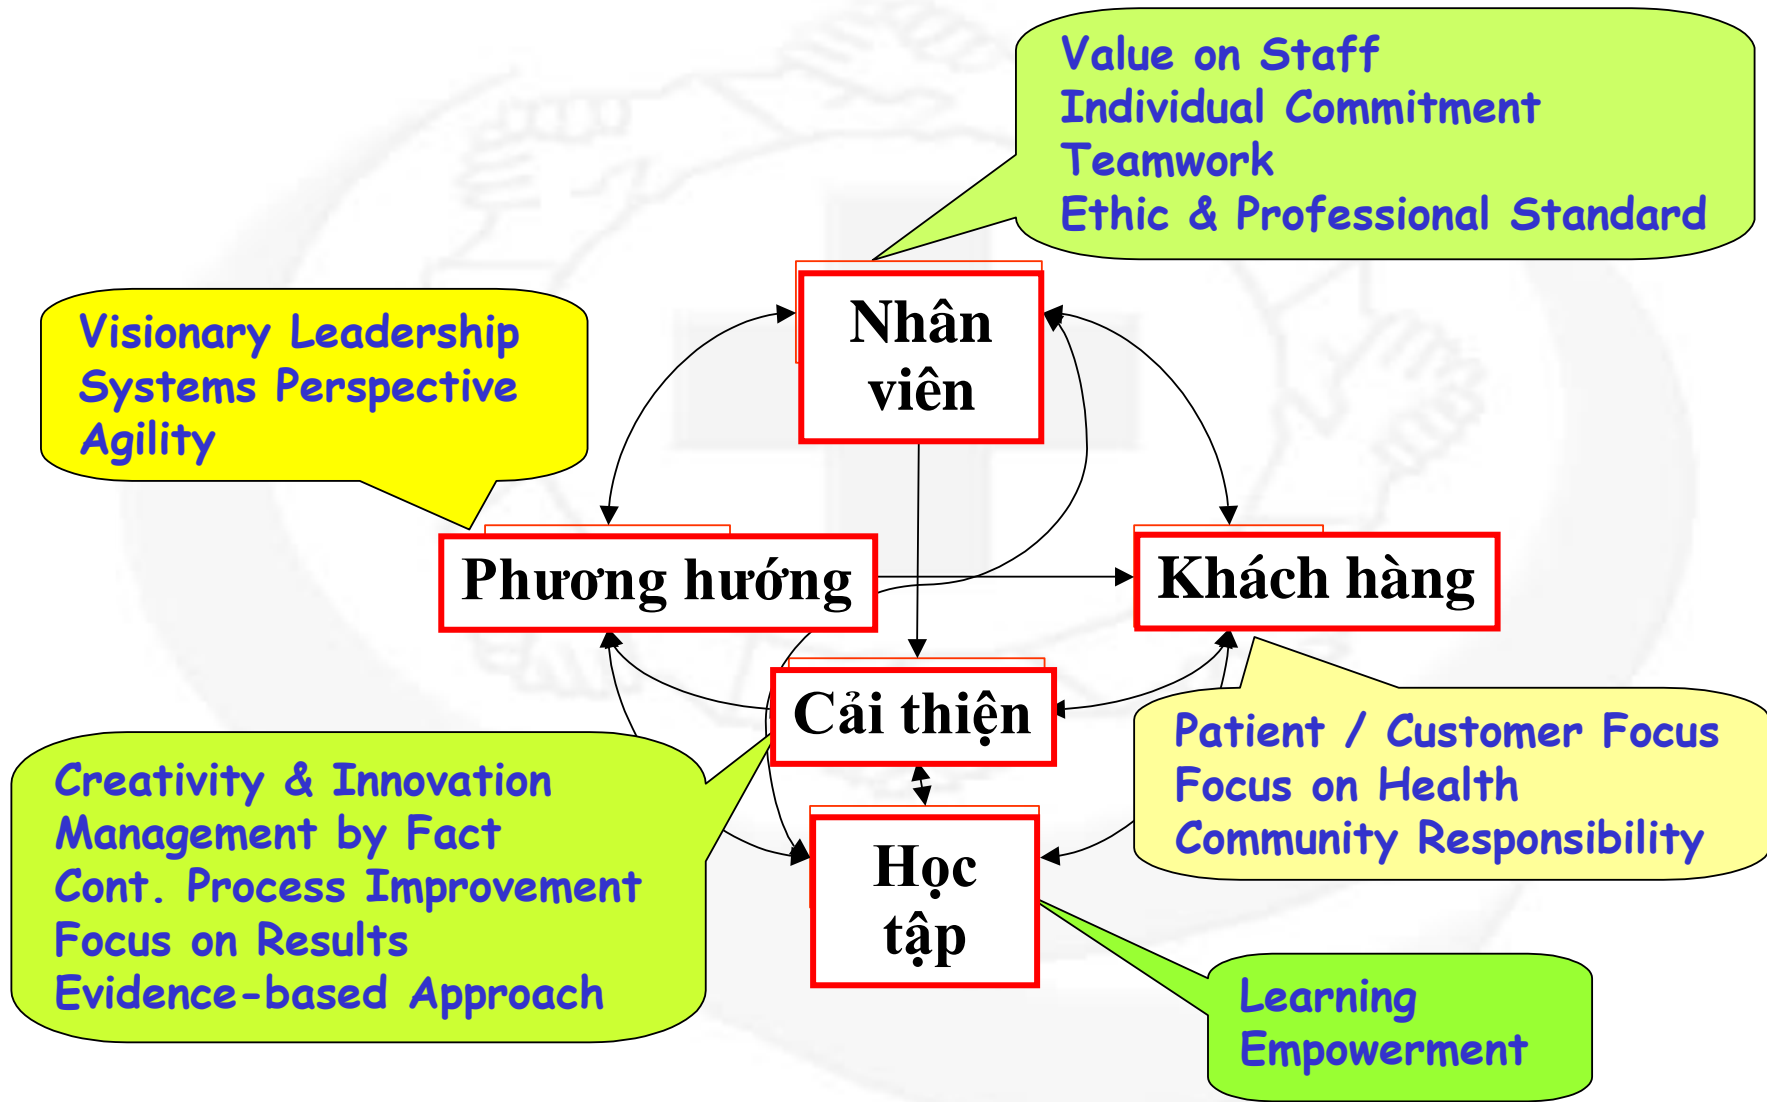 Value on Staff
Individual Commitment
Teamwork
Ethic & Professional Standard
Nhân
viên
Visionary Leadership
Systems Perspective
Agility
Phương hướng
Khách hàng
Cải thiện
Patient / Customer Focus
Focus on Health
Community Responsibility
Creativity & Innovation
Management by Fact
Cont. Process Improvement
Focus on Results
Evidence-based Approach
Học
tập
Learning
Empowerment